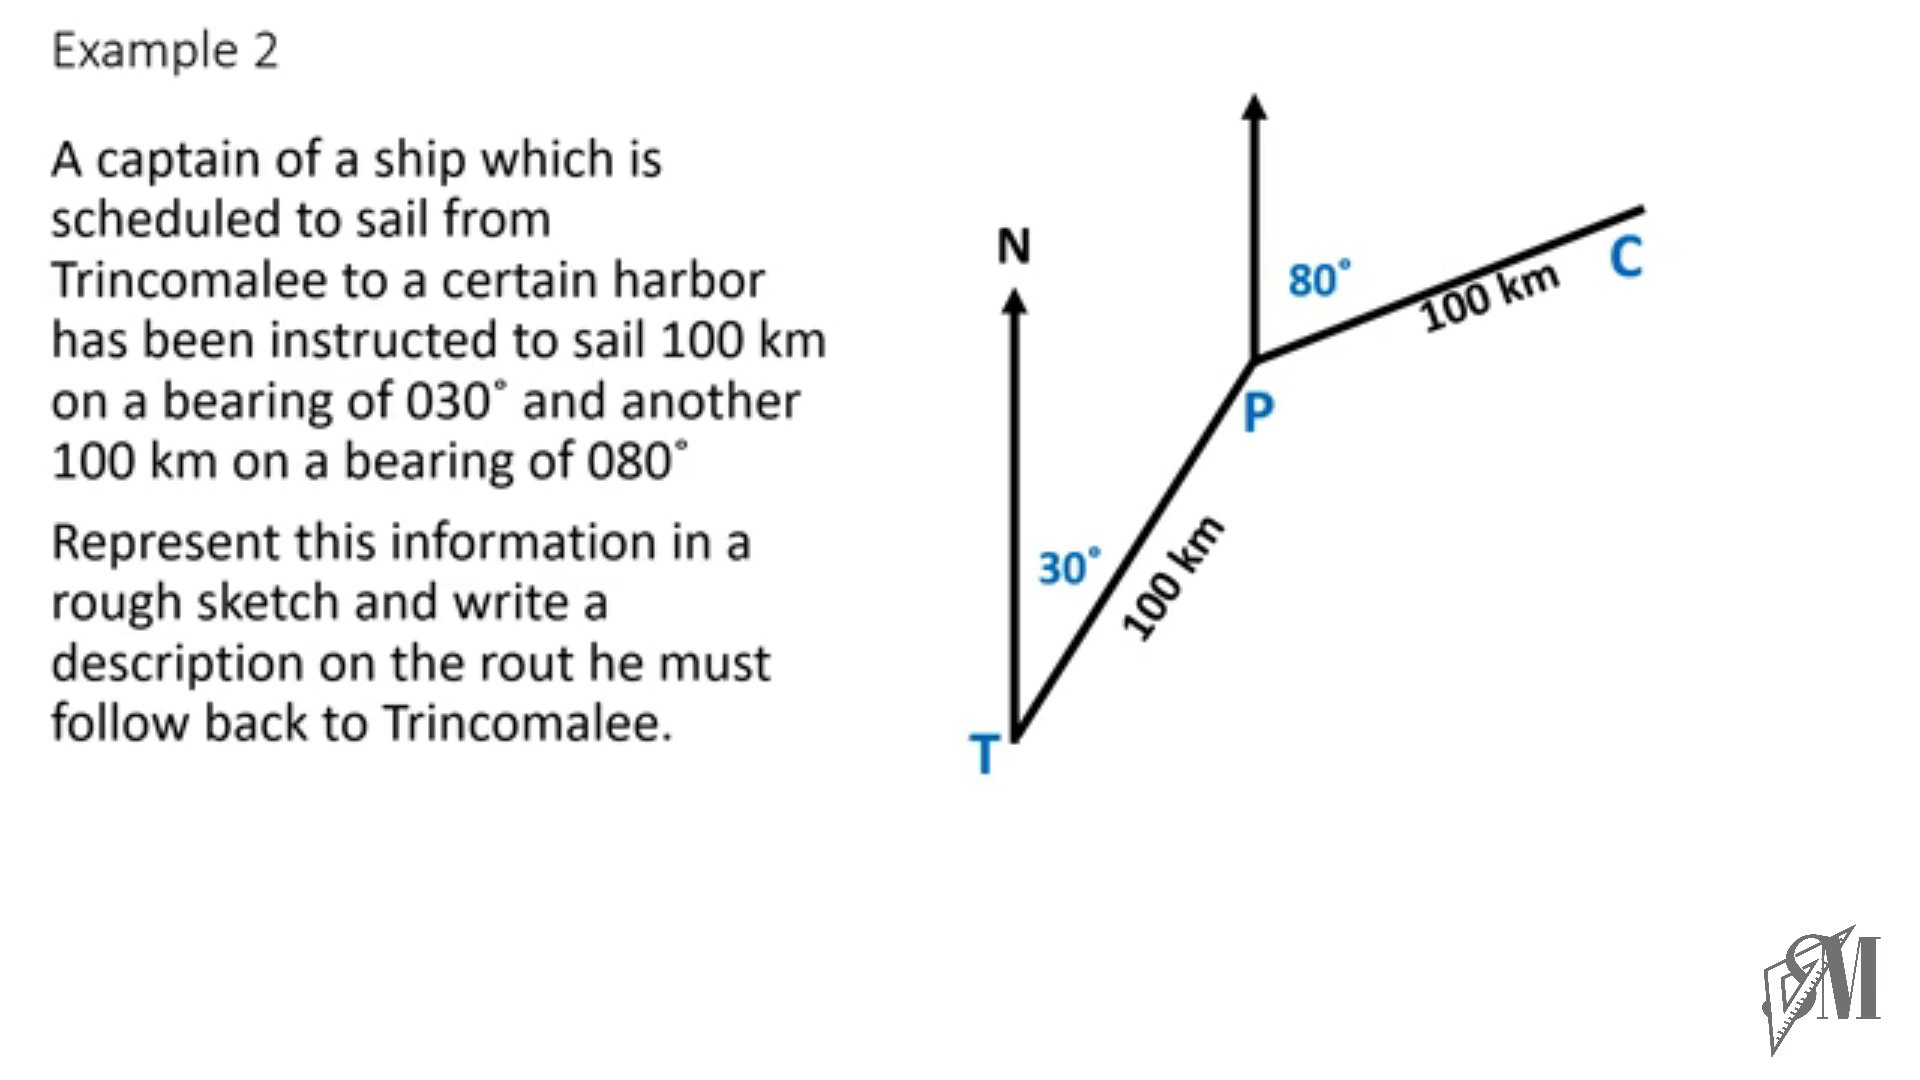 Example 2
A captain of a ship which is
scheduled to sail from
Trincomalee to a certain harbor
has been instructed to sail 100 km
on a bearing of 030˚ and another
100 km on a bearing of 080˚
Represent this information in a
rough sketch and write a
description on the rout he must
follow back to Trincomalee.
N
80˚
C
100 km
P
30˚
100 km
T
SM